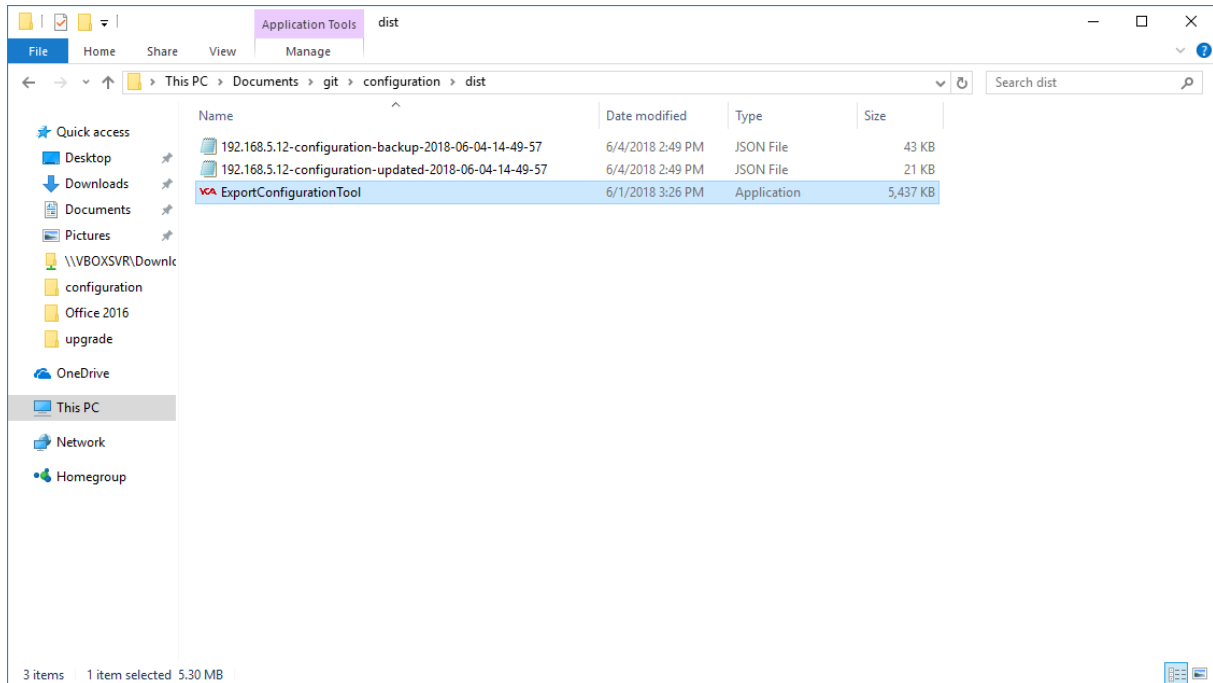 Application Tools dist
File Home Share View Manage
This PC > Documents > git > configuration > dist Search dist
Name Date modified Type Size
Quick access
Desktop
Downloads
Documents
Pictures
\\VBOXSVR\Downlc
configuration
Office 2016
upgrade
OneDrive
This PC
Network
Homegroup
192.168.5.12-configuration-backup-2018-06-04-14-49-57 6/4/2018 2:49 PM JSON File 43 KB
192.168.5.12-configuration-updated-2018-06-04-14-49-57 6/4/2018 2:49 PM JSON File 21 KB
VCA ExportConfigurationTool 6/1/2018 3:26 PM Application 5,437 KB
3 items 1 item selected 5.30 MB